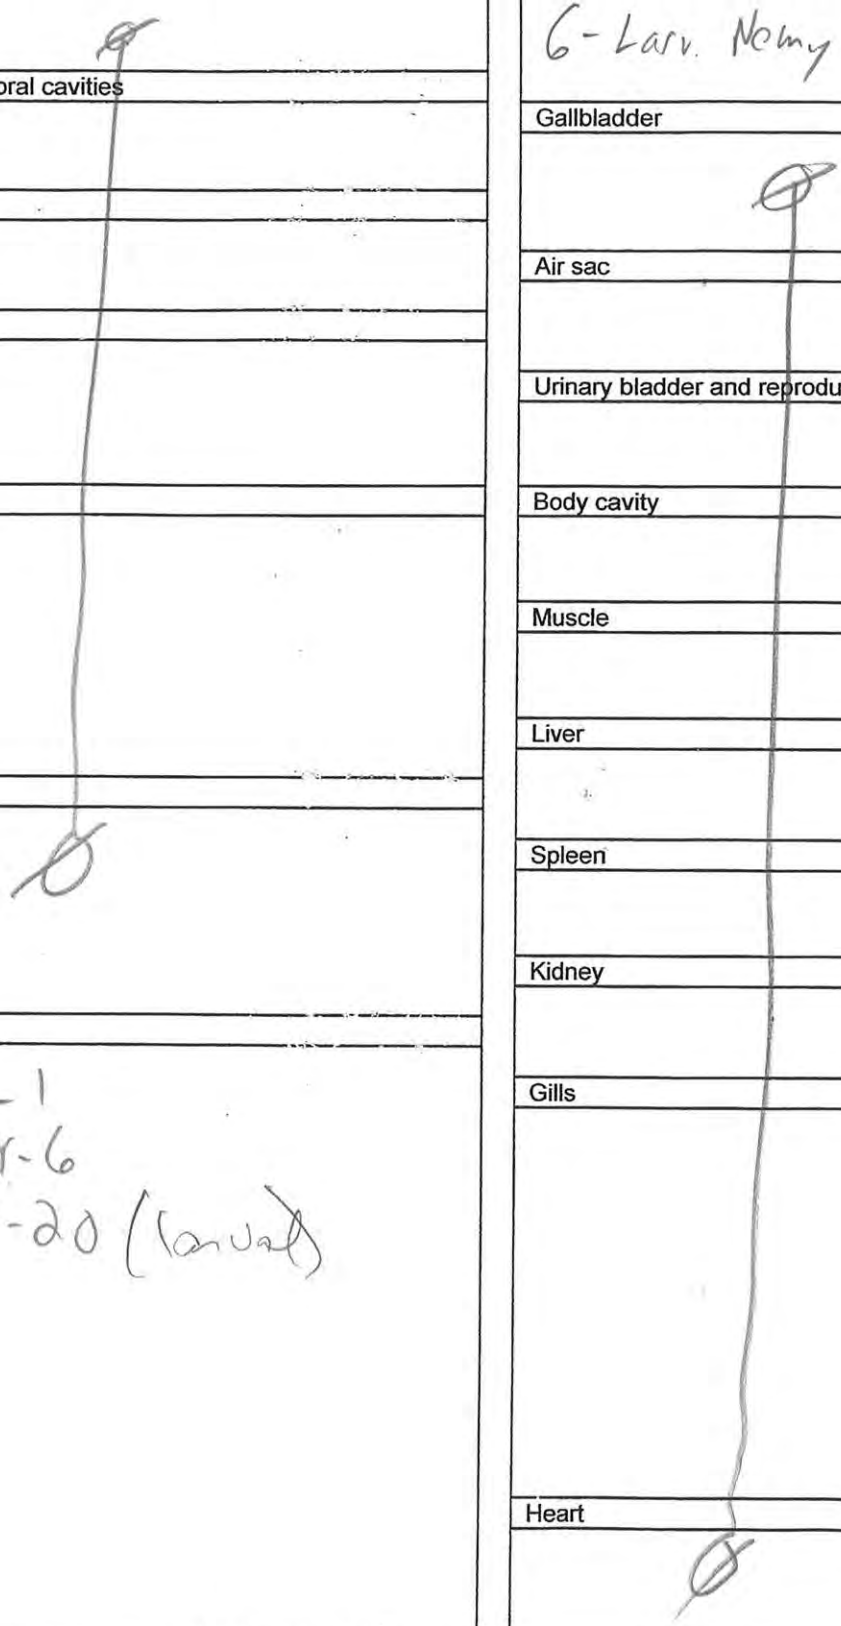 Ø
oral cavities
Ø
-1
r-6
-20 (larval)
6-Larv. Nemy
Gallbladder
Ø
Air sac
Urinary bladder and reprodu
Body cavity
Muscle
Liver
Spleen
Kidney
Gills
Heart
Ø